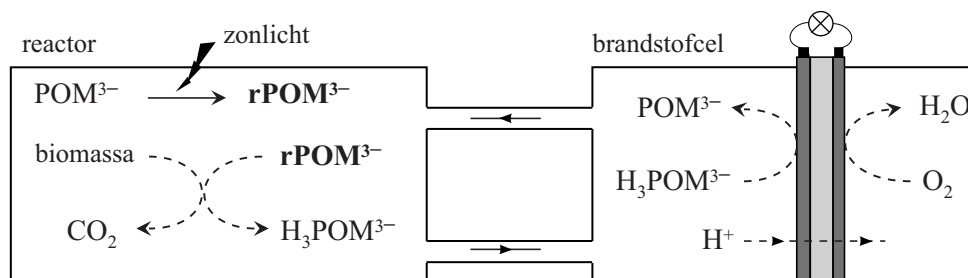 reactor
zonlicht
brandstofcel
POM³⁻
rPOM³⁻
POM³⁻
H₂O
biomassa
rPOM³⁻
H₃POM³⁻
O₂
CO₂
H₃POM³⁻
H⁺